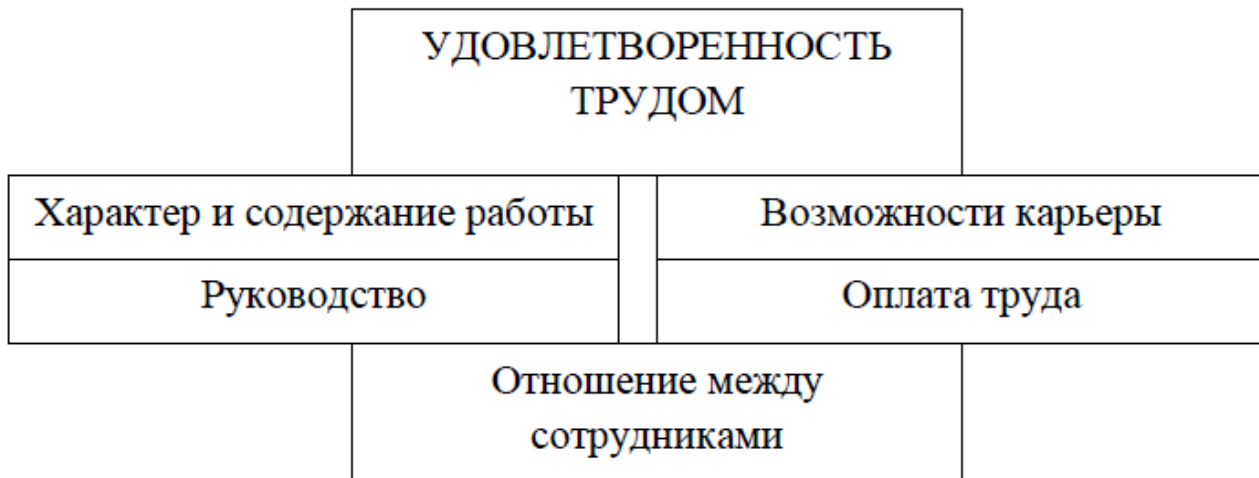 УДОВЛЕТВОРЕННОСТЬ
ТРУДОМ
Характер и содержание работы
Возможности карьеры
Руководство
Оплата труда
Отношение между
сотрудниками